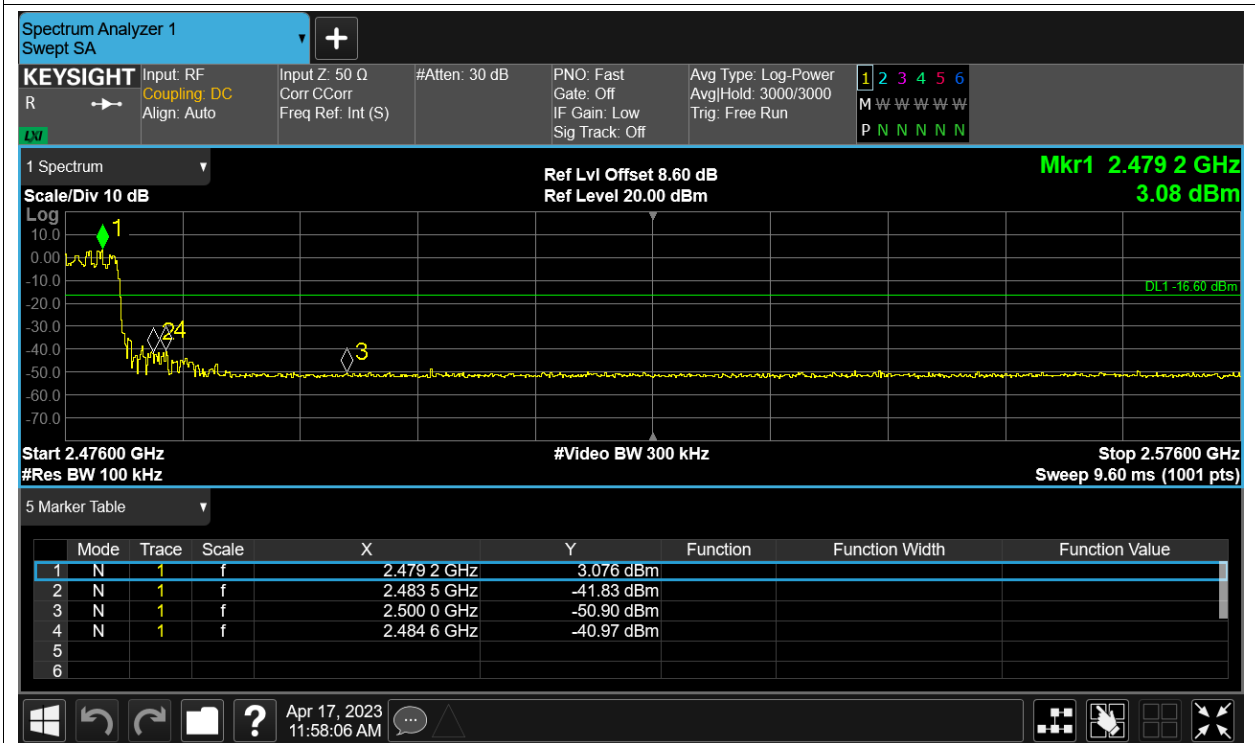 Spectrum Analyzer 1
Swept SA
KEYSIGHT Input: RF Input Z: 50 Ω #Atten: 30 dB PNO: Fast Avg Type: Log-Power 1 2 3 4 5 6
R Coupling: DC Corr CCorr Gate: Off Avg|Hold: 3000/3000 M W W W W W W
Align: Auto Freq Ref: Int (S) IF Gain: Low Trig: Free Run
LXI Sig Track: Off P N N N N N N
1 Spectrum Ref Lvl Offset 8.60 dB Mkr1 2.479 2 GHz
Scale/Div 10 dB Ref Level 20.00 dBm 3.08 dBm
Log
10.0 1
0.00
-10.0
DL1 -16.60 dBm
-20.0
-30.0 2 4
-40.0 3
-50.0
-60.0
-70.0
Start 2.47600 GHz #Video BW 300 kHz Stop 2.57600 GHz
#Res BW 100 kHz Sweep 9.60 ms (1001 pts)
5 Marker Table
Mode Trace Scale X Y Function Function Width Function Value
1 N 1 f 2.479 2 GHz 3.076 dBm
2 N 1 f 2.483 5 GHz -41.83 dBm
3 N 1 f 2.500 0 GHz -50.90 dBm
4 N 1 f 2.484 6 GHz -40.97 dBm
5
6
? Apr 17, 2023
11:58:06 AM